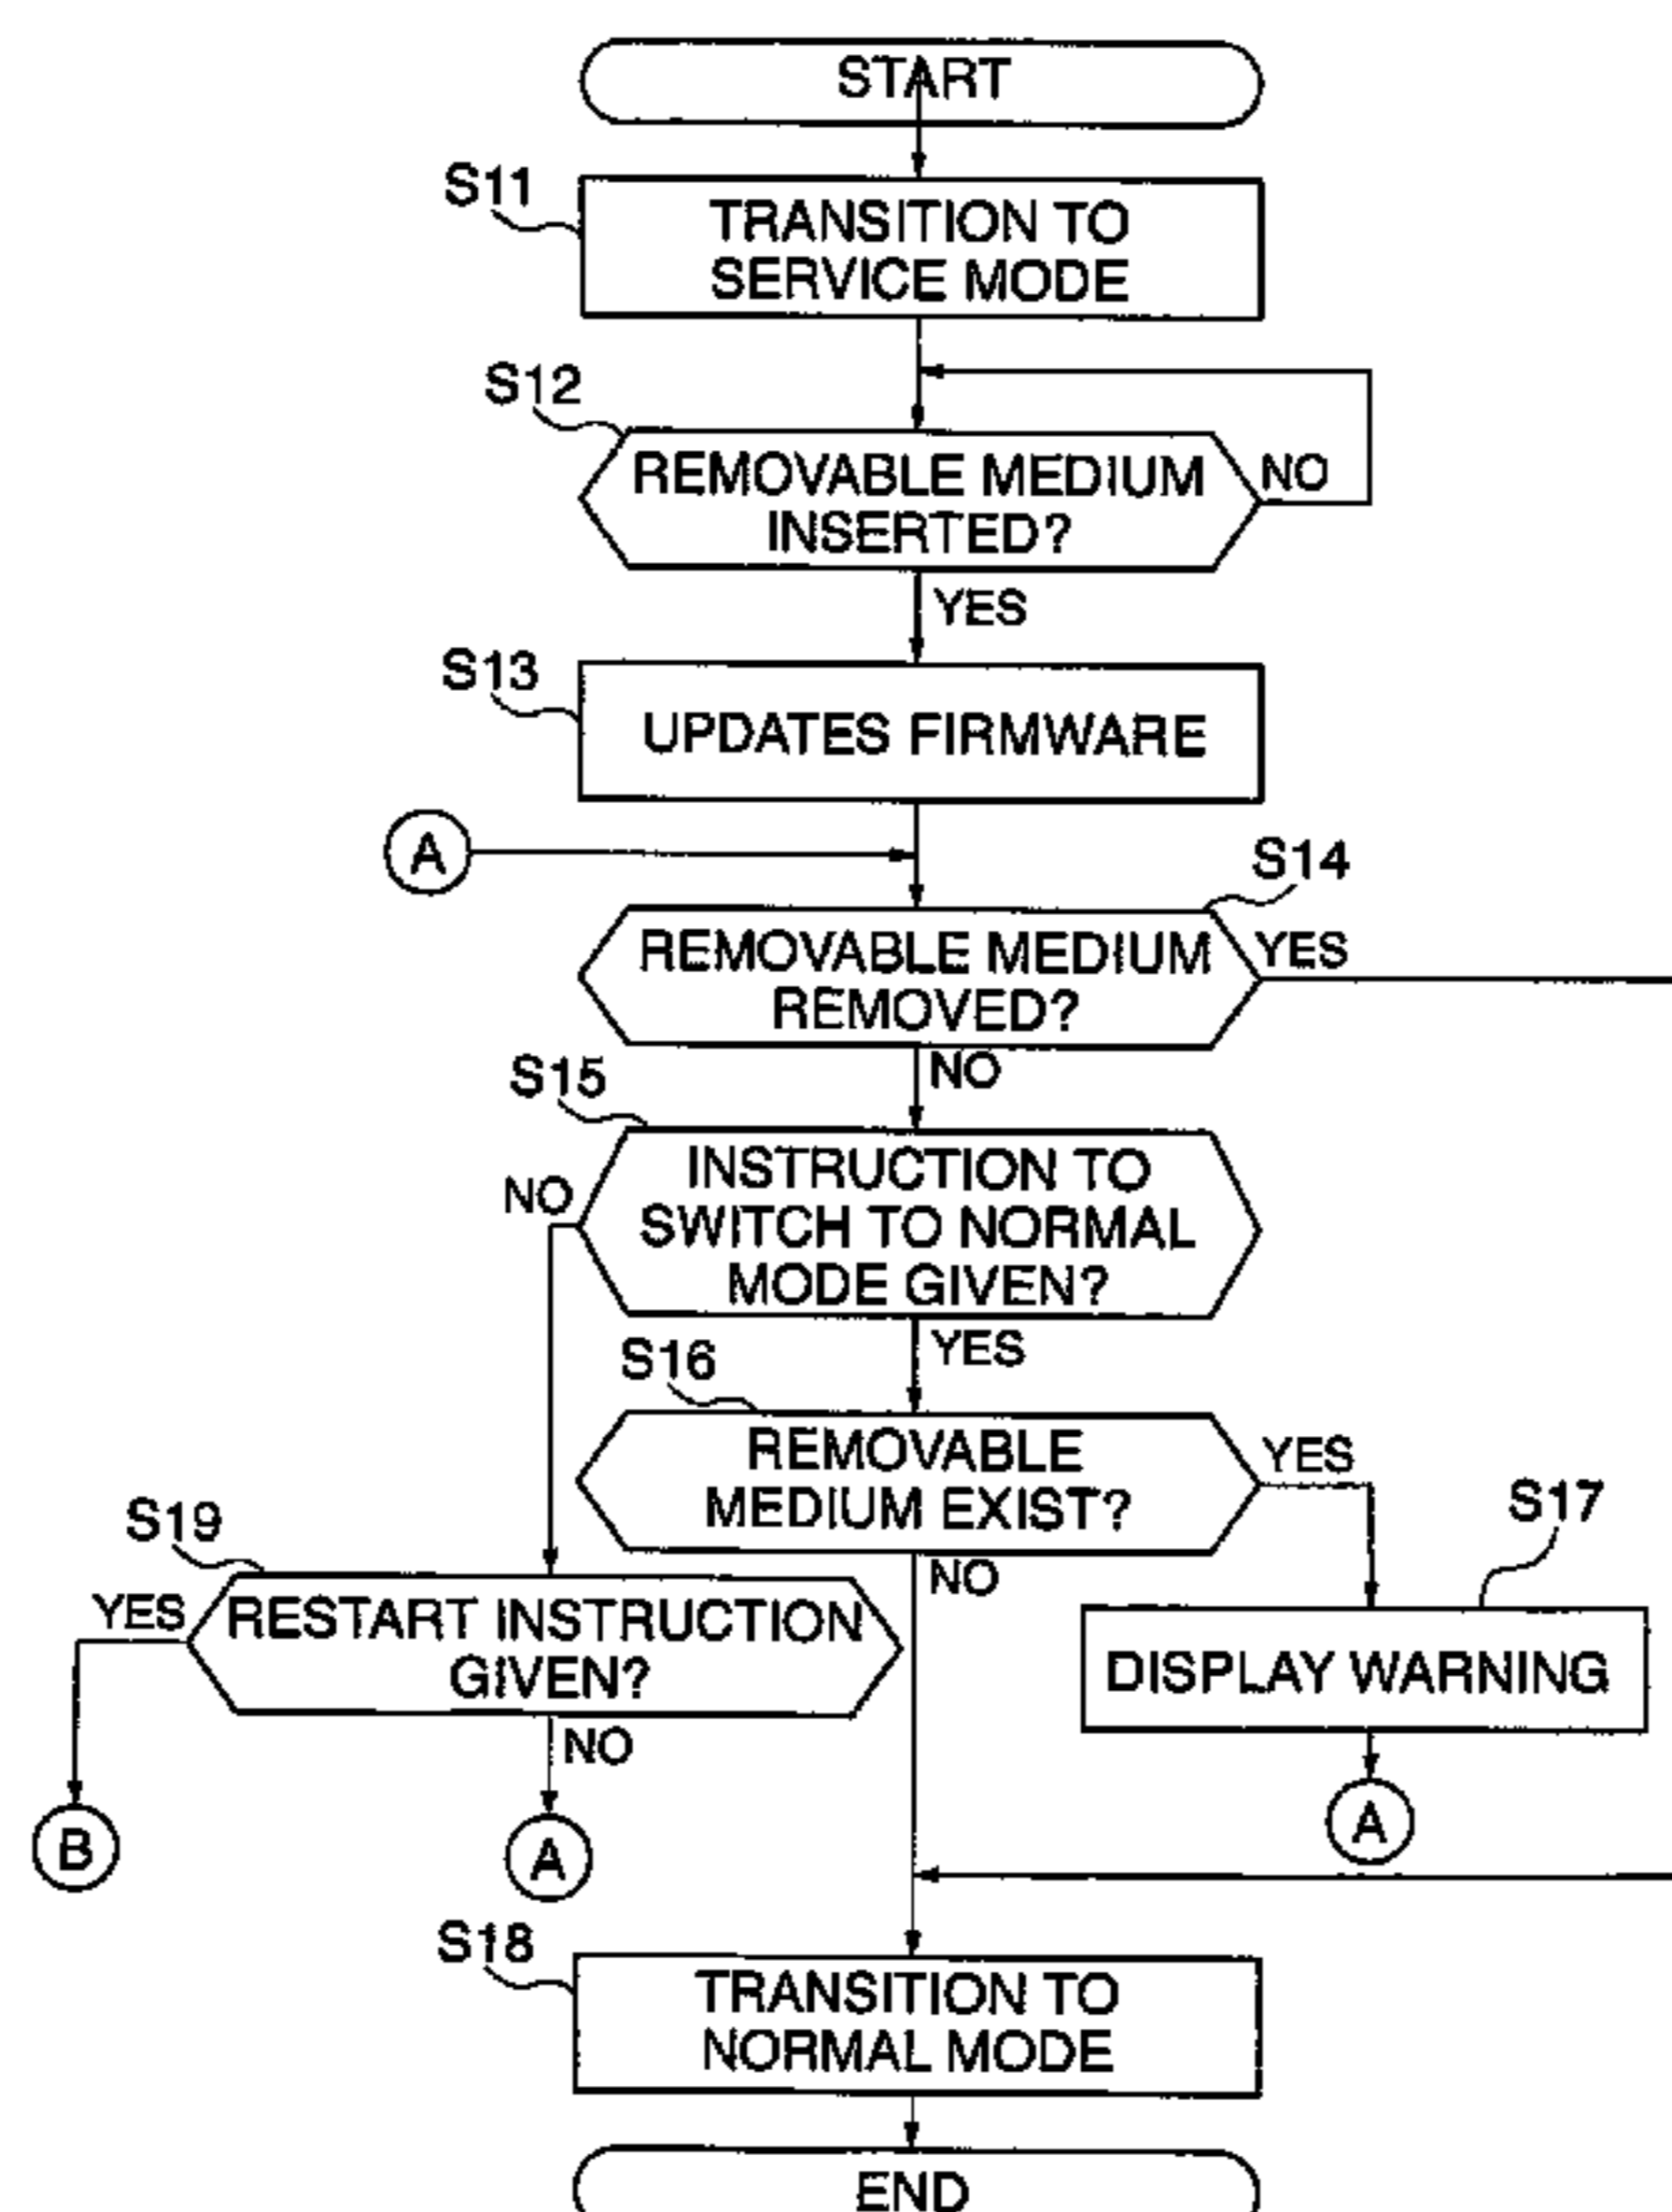 START
S11
TRANSITION TO
SERVICE MODE
S12
REMOVABLE MEDIUM
INSERTED?
NO
YES
S13
UPDATES FIRMWARE
A
S14
REMOVABLE MEDIUM
REMOVED?
YES
NO
S15
INSTRUCTION TO
SWITCH TO NORMAL
MODE GIVEN?
NO
YES
S16
REMOVABLE
MEDIUM EXIST?
YES
NO
S17
DISPLAY WARNING
A
S19
RESTART INSTRUCTION
GIVEN?
YES
NO
B
A
S18
TRANSITION TO
NORMAL MODE
END